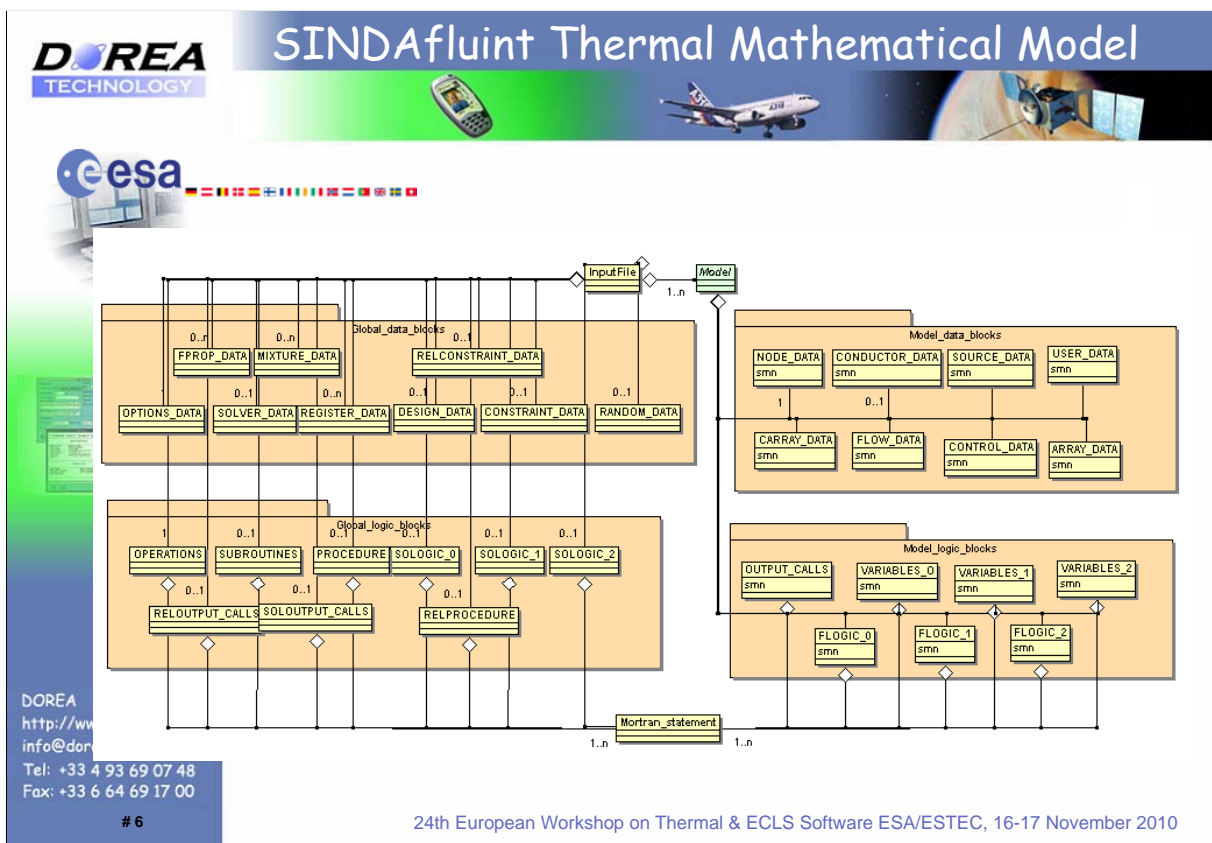 SINDAfluint Thermal Mathematical Model
DOREA
TECHNOLOGY
A318
esa
InputFile
Model
1..n
Global_data_blocks
0..n
0..n
0..1
FPROP_DATA
MIXTURE_DATA
RELCONSTRAINT_DATA
1
0..1
0..n
0..1
0..1
0..1
OPTIONS_DATA
SOLVER_DATA
REGISTER_DATA
DESIGN_DATA
CONSTRAINT_DATA
RANDOM_DATA
Model_data_blocks
NODE_DATA
smn
CONDUCTOR_DATA
smn
SOURCE_DATA
smn
USER_DATA
smn
1
0..1
CARRAY_DATA
smn
FLOW_DATA
smn
CONTROL_DATA
smn
ARRAY_DATA
smn
Global_logic_blocks
1
0..1
0..1
0..1
0..1
0..1
OPERATIONS
SUBROUTINES
PROCEDURE
SOLOGIC_0
SOLOGIC_1
SOLOGIC_2
0..1
0..1
0..1
RELOUTPUT_CALLS
SOLOUTPUT_CALLS
RELPROCEDURE
Model_logic_blocks
OUTPUT_CALLS
smn
VARIABLES_0
smn
VARIABLES_1
smn
VARIABLES_2
smn
FLOGIC_0
smn
FLOGIC_1
smn
FLOGIC_2
smn
Mortran_statement
1..n
1..n
DOREA
http://ww
info@dor
Tel: +33 4 93 69 07 48
Fax: +33 6 64 69 17 00
# 6
24th European Workshop on Thermal & ECLS Software ESA/ESTEC, 16-17 November 2010